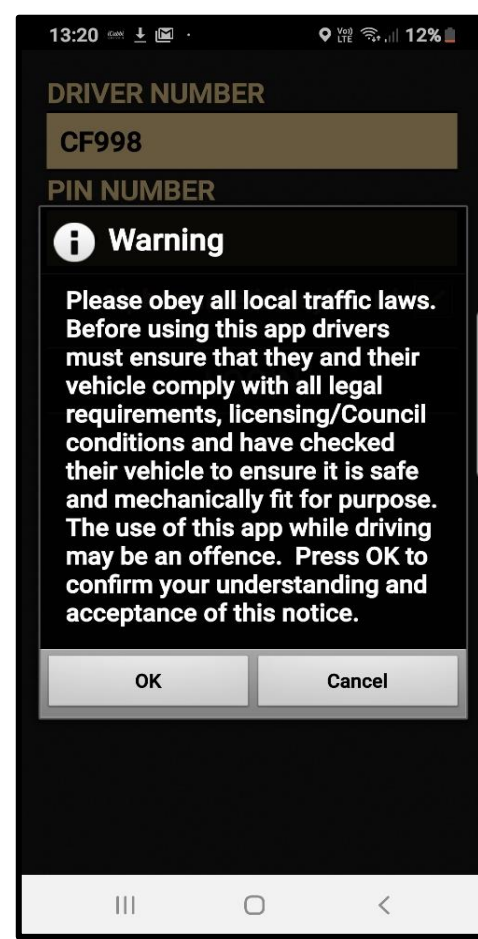 13:20 iCabbi 12%
Vo)) LTE
DRIVER NUMBER
CF998
PIN NUMBER
i Warning
Please obey all local traffic laws.
Before using this app drivers
must ensure that they and their
vehicle comply with all legal
requirements, licensing/Council
conditions and have checked
their vehicle to ensure it is safe
and mechanically fit for purpose.
The use of this app while driving
may be an offence.  Press OK to
confirm your understanding and
acceptance of this notice.
OK Cancel